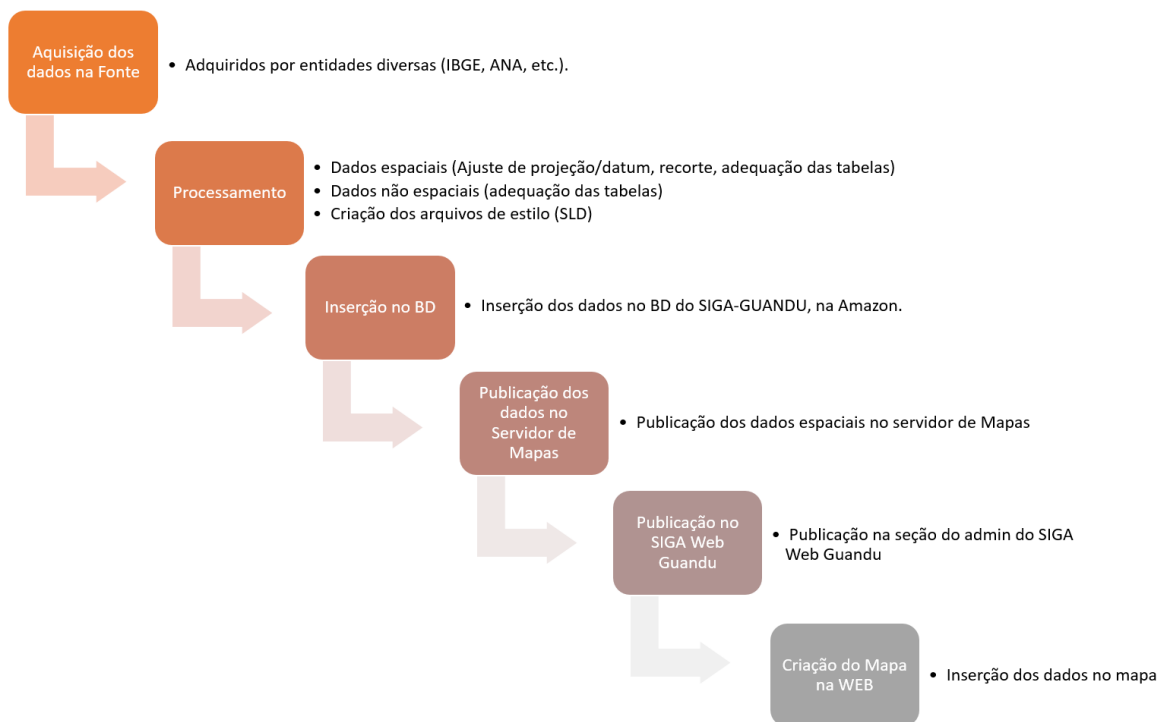 Aquisição dos
dados na Fonte
• Adquiridos por entidades diversas (IBGE, ANA, etc.).
Processamento
• Dados espaciais (Ajuste de projeção/datum, recorte, adequação das tabelas)
• Dados não espaciais (adequação das tabelas)
• Criação dos arquivos de estilo (SLD)
Inserção no BD
• Inserção dos dados no BD do SIGA-GUANDU, na Amazon.
Publicação dos
dados no
Servidor de
Mapas
• Publicação dos dados espaciais no servidor de Mapas
Publicação no
SIGA Web
Guandu
• Publicação na seção do admin do SIGA
Web Guandu
Criação do Mapa
na WEB
• Inserção dos dados no mapa